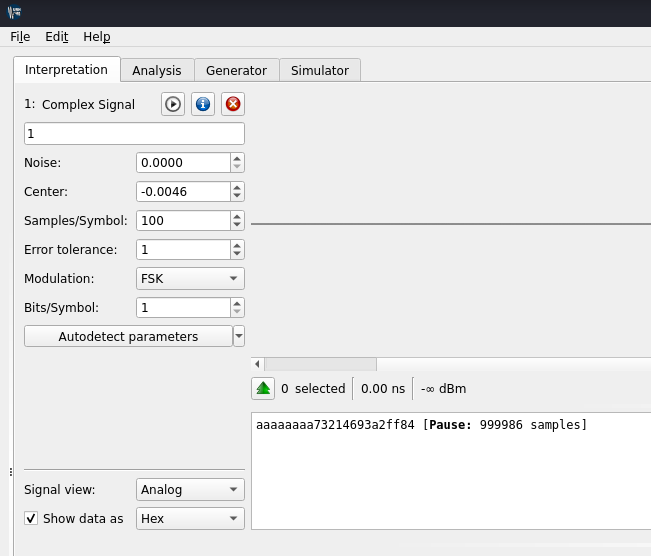 File Edit Help
Interpretation Analysis Generator Simulator
1: Complex Signal
1
Noise: 0.0000
Center: -0.0046
Samples/Symbol: 100
Error tolerance: 1
Modulation: FSK
Bits/Symbol: 1
Autodetect parameters
0 selected 0.00 ns -∞ dBm
aaaaaaaa73214693a2ff84 [Pause: 999986 samples]
Signal view: Analog
Show data as Hex